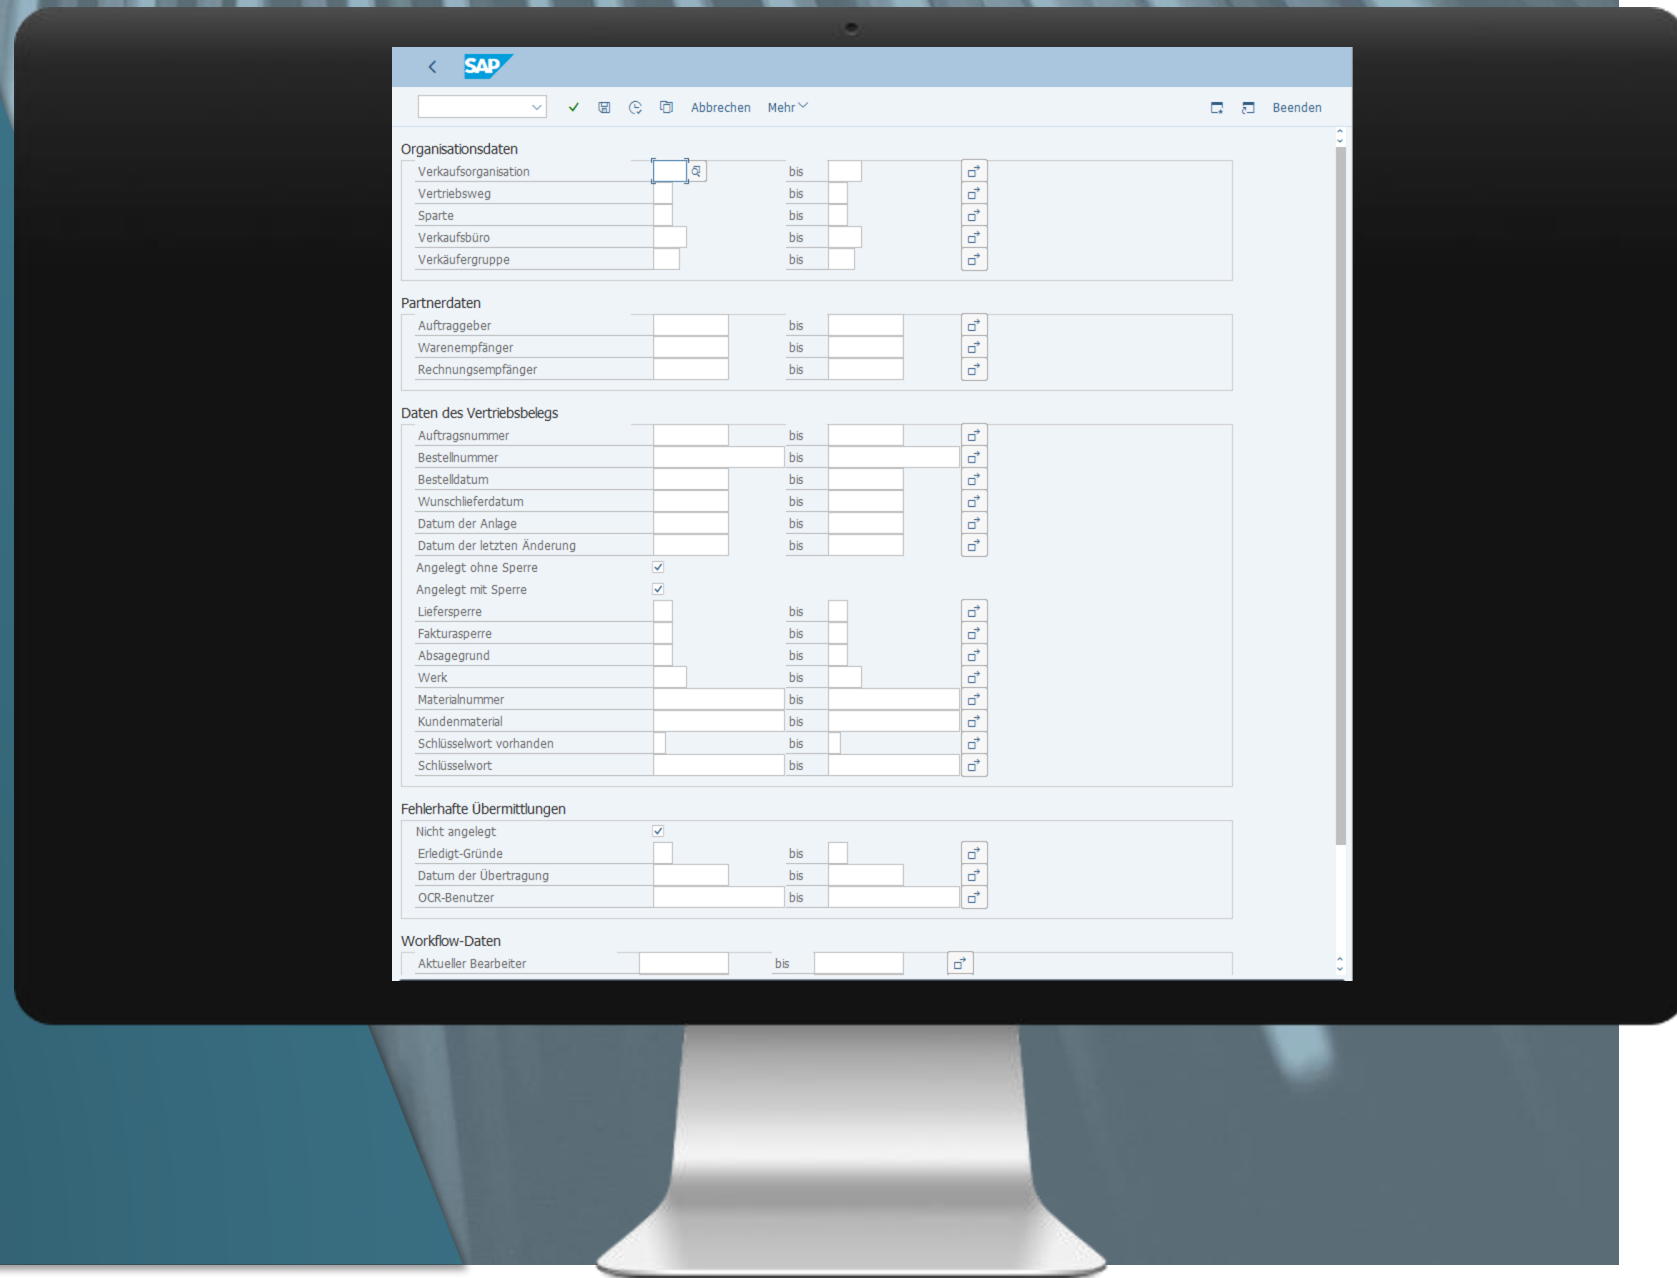 SAP
Abbrechen Mehr Beenden
Organisationsdaten
Verkaufsorganisation bis
Vertriebsweg bis
Sparte bis
Verkaufsbüro bis
Verkäufergruppe bis
Partnerdaten
Auftraggeber bis
Warenempfänger bis
Rechnungsempfänger bis
Daten des Vertriebsbelegs
Auftragsnummer bis
Bestellnummer bis
Bestelldatum bis
Wunschlieferdatum bis
Datum der Anlage bis
Datum der letzten Änderung bis
Angelegt ohne Sperre
Angelegt mit Sperre
Liefersperre bis
Fakturasperre bis
Absagegrund bis
Werk bis
Materialnummer bis
Kundenmaterial bis
Schlüsselwort vorhanden bis
Schlüsselwort bis
Fehlerhafte Übermittlungen
Nicht angelegt
Erledigt-Gründe bis
Datum der Übertragung bis
OCR-Benutzer bis
Workflow-Daten
Aktueller Bearbeiter bis